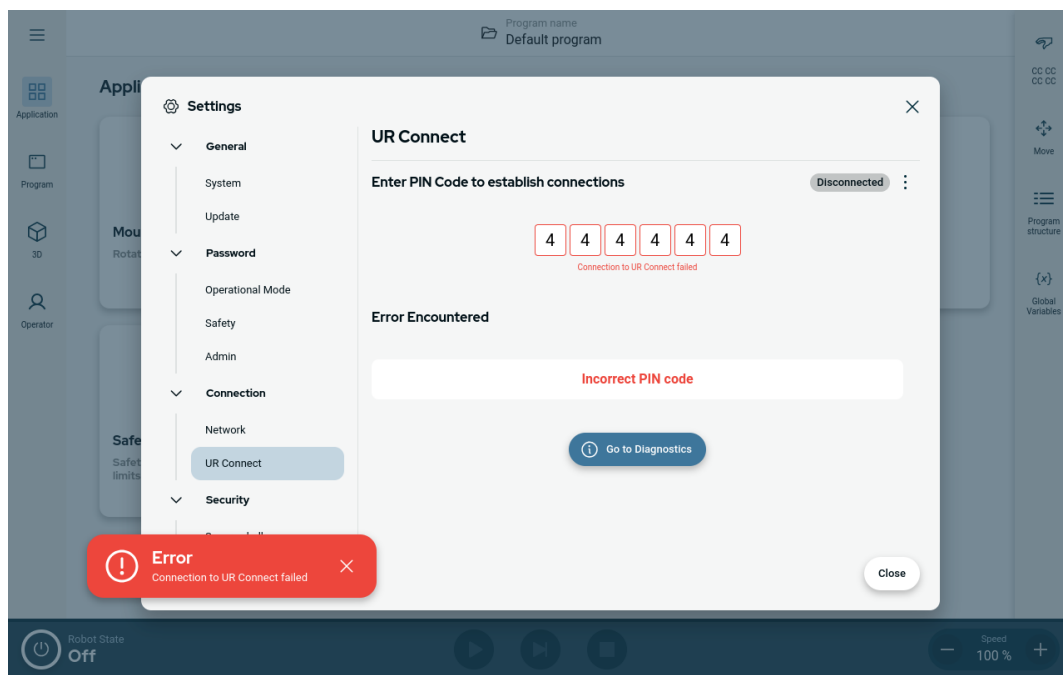 Program name
Default program
Application
Program
3D
Operator
Appli
Mou
Rotat
Safe
Safet
limits
Settings
General
System
Update
Password
Operational Mode
Safety
Admin
Connection
Network
UR Connect
Security
UR Connect
Enter PIN Code to establish connections
Disconnected
4 4 4 4 4 4
Connection to UR Connect failed
Error Encountered
Incorrect PIN code
Go to Diagnostics
Close
Error
Connection to UR Connect failed
CC CC
CC CC
Move
Program
structure
{x}
Global
Variables
Robot State
Off
Speed
100 %